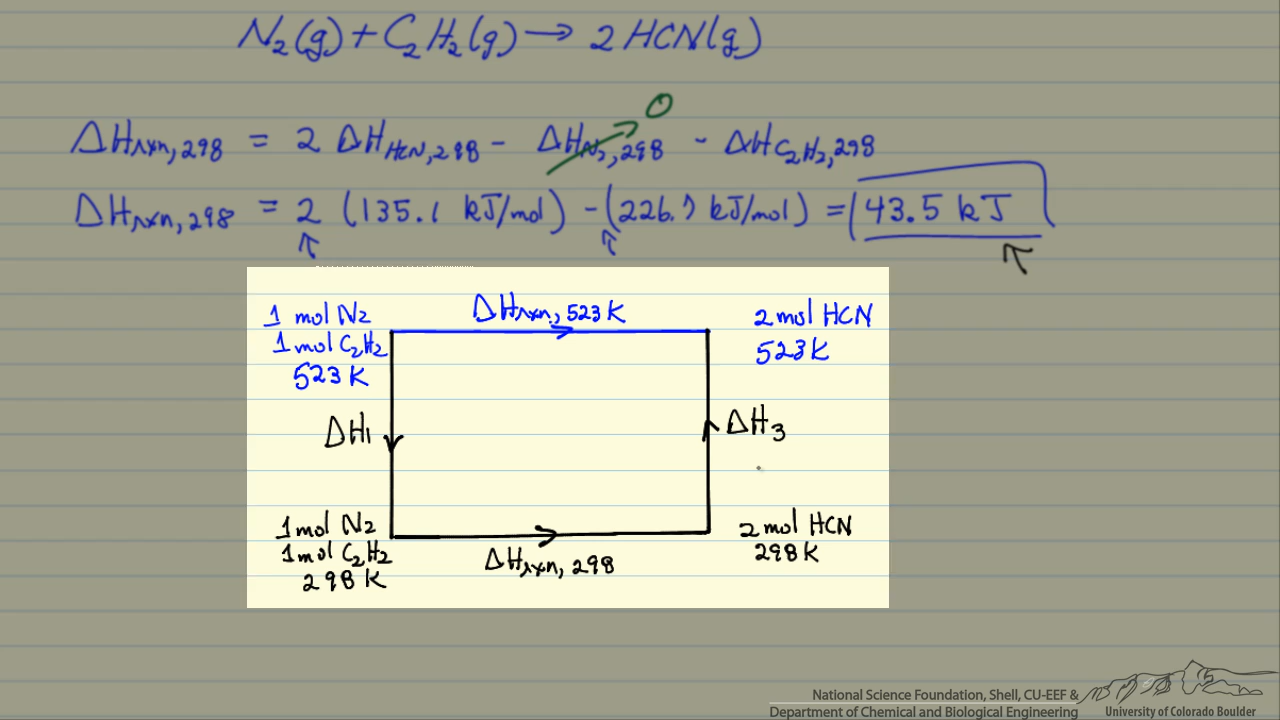 N₂(g) + C₂H₂(g) → 2 HCN(g)
ΔHrxn,298 = 2 ΔH_HCN,298 − ΔH_N₂,298 − ΔH_C₂H₂,298
0
ΔHrxn,298 = 2 (135.1 kJ/mol) − (226.7 kJ/mol) = 43.5 kJ
1 mol N2
1 mol C2H2
523 K
ΔHrxn, 523 K
2 mol HCN
523 K
ΔH1
ΔH3
1 mol N2
1 mol C2H2
298 K
ΔHrxn, 298
2 mol HCN
298 K
National Science Foundation, Shell, CU-EEF &
Department of Chemical and Biological Engineering
University of Colorado Boulder